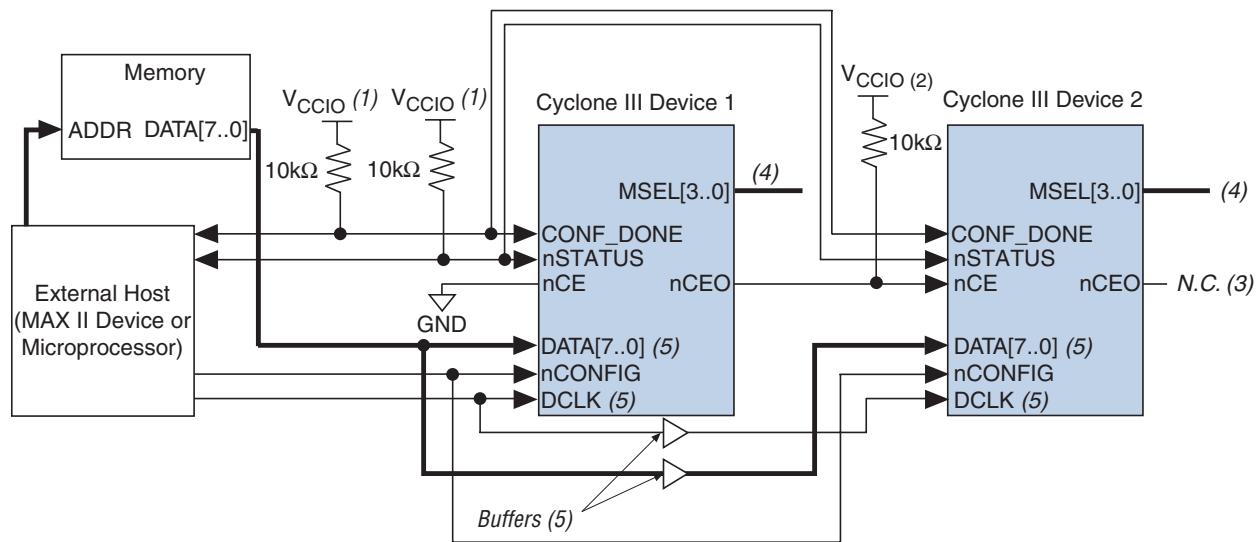 Memory
ADDR DATA[7..0]
External Host
(MAX II Device or
Microprocessor)
VCCIO (1)
10kΩ
VCCIO (1)
10kΩ
GND
Cyclone III Device 1
MSEL[3..0]
(4)
CONF_DONE
nSTATUS
nCE
nCEO
DATA[7..0] (5)
nCONFIG
DCLK (5)
Buffers (5)
VCCIO (2)
10kΩ
Cyclone III Device 2
MSEL[3..0]
(4)
CONF_DONE
nSTATUS
nCE
nCEO
N.C. (3)
DATA[7..0] (5)
nCONFIG
DCLK (5)